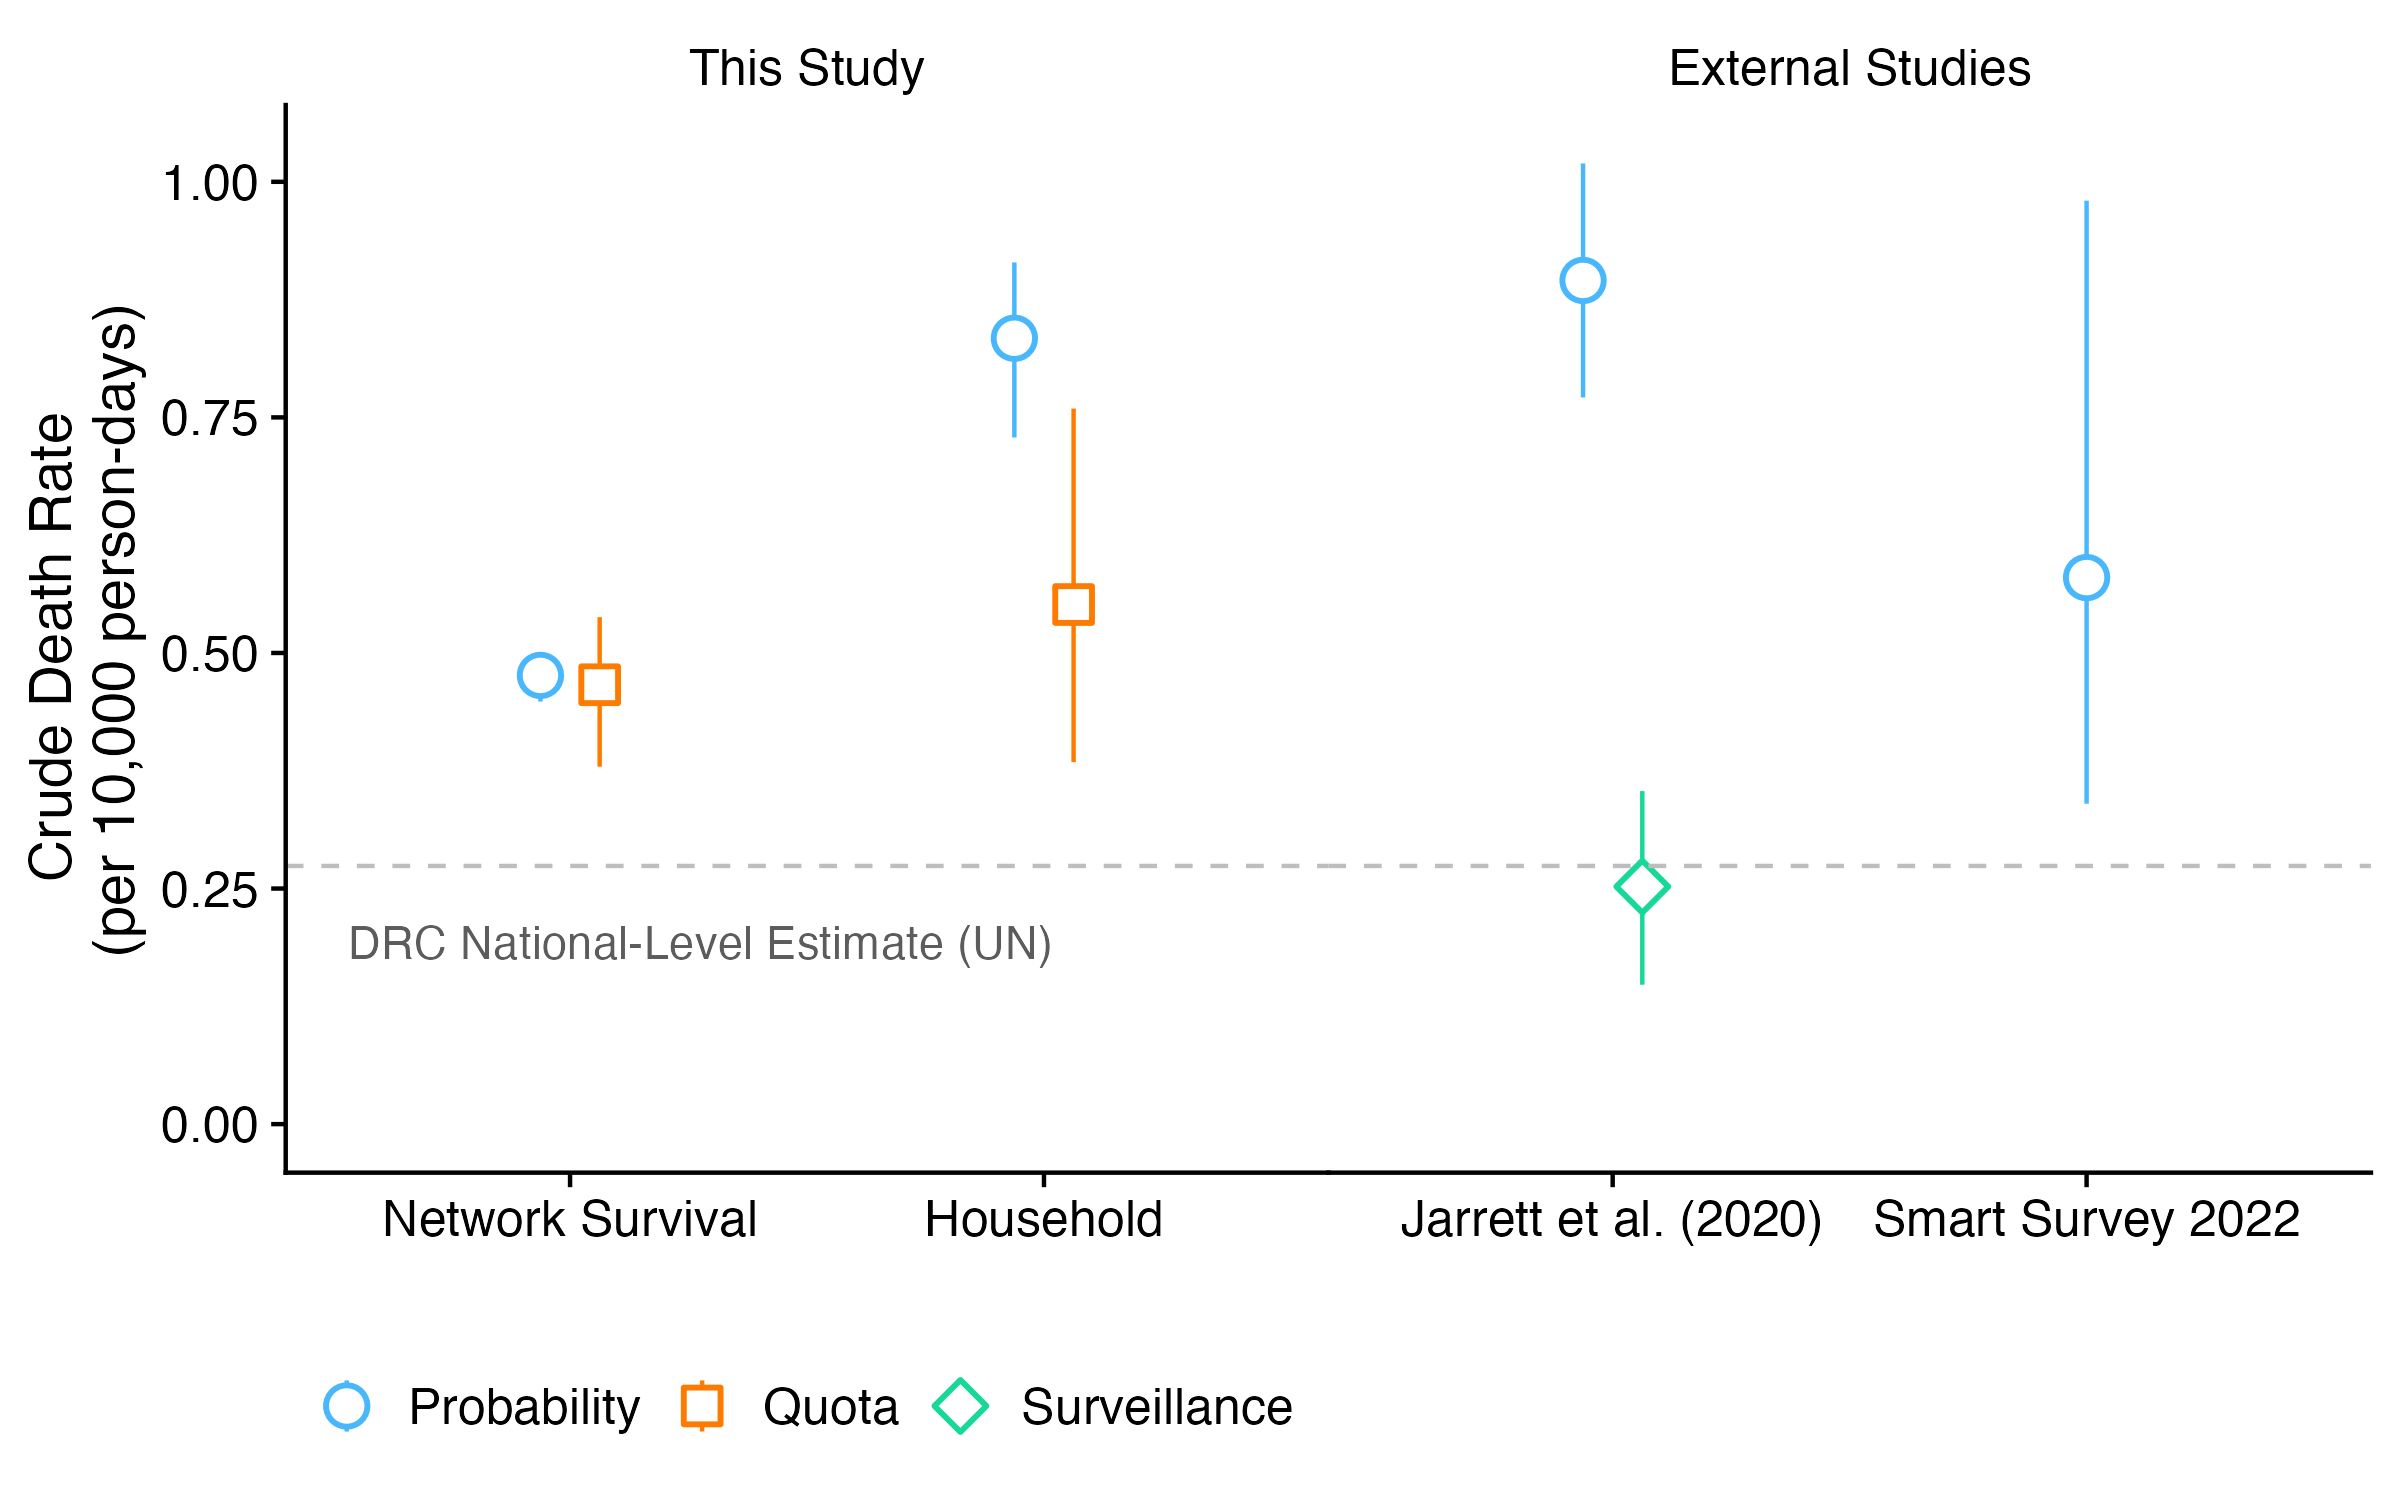 This Study
External Studies
Crude Death Rate
(per 10,000 person-days)
1.00
0.75
0.50
0.25
0.00
DRC National-Level Estimate (UN)
Network Survival
Household
Jarrett et al. (2020)
Smart Survey 2022
Probability
Quota
Surveillance